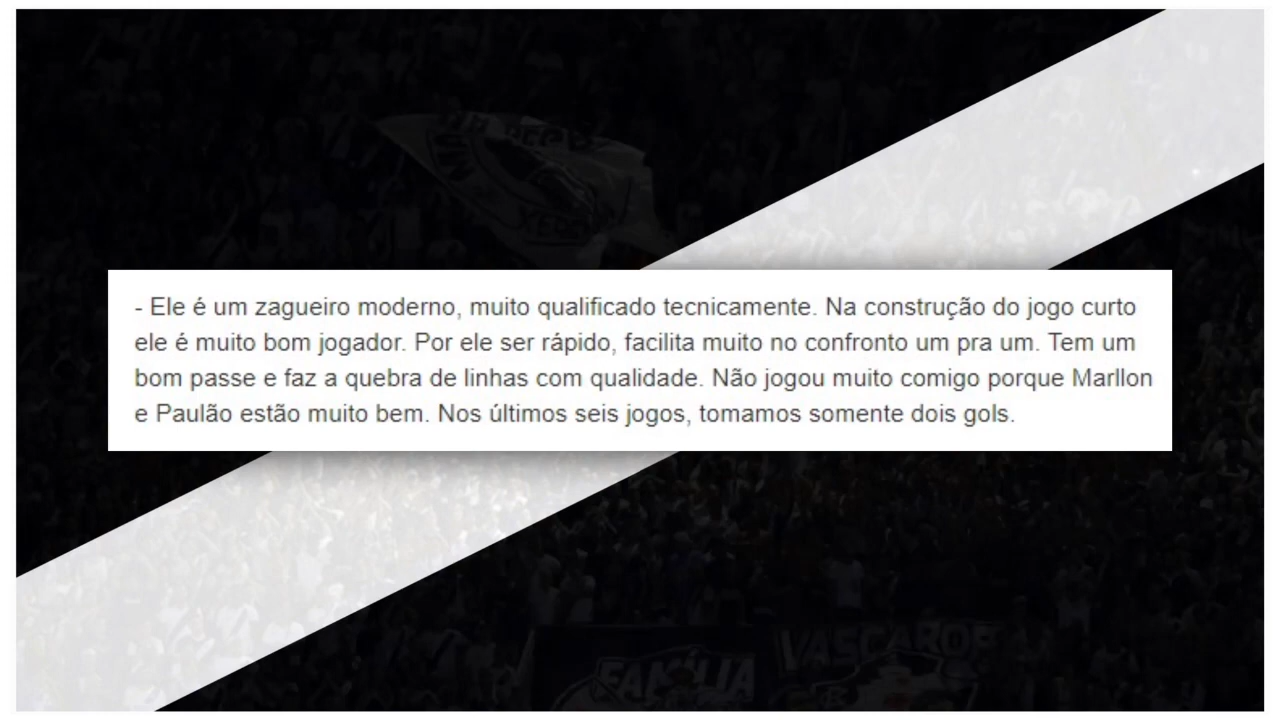 - Ele é um zagueiro moderno, muito qualificado tecnicamente. Na construção do jogo curto
ele é muito bom jogador. Por ele ser rápido, facilita muito no confronto um pra um. Tem um
bom passe e faz a quebra de linhas com qualidade. Não jogou muito comigo porque Marllon
e Paulão estão muito bem. Nos últimos seis jogos, tomamos somente dois gols.
FAMÍLIA